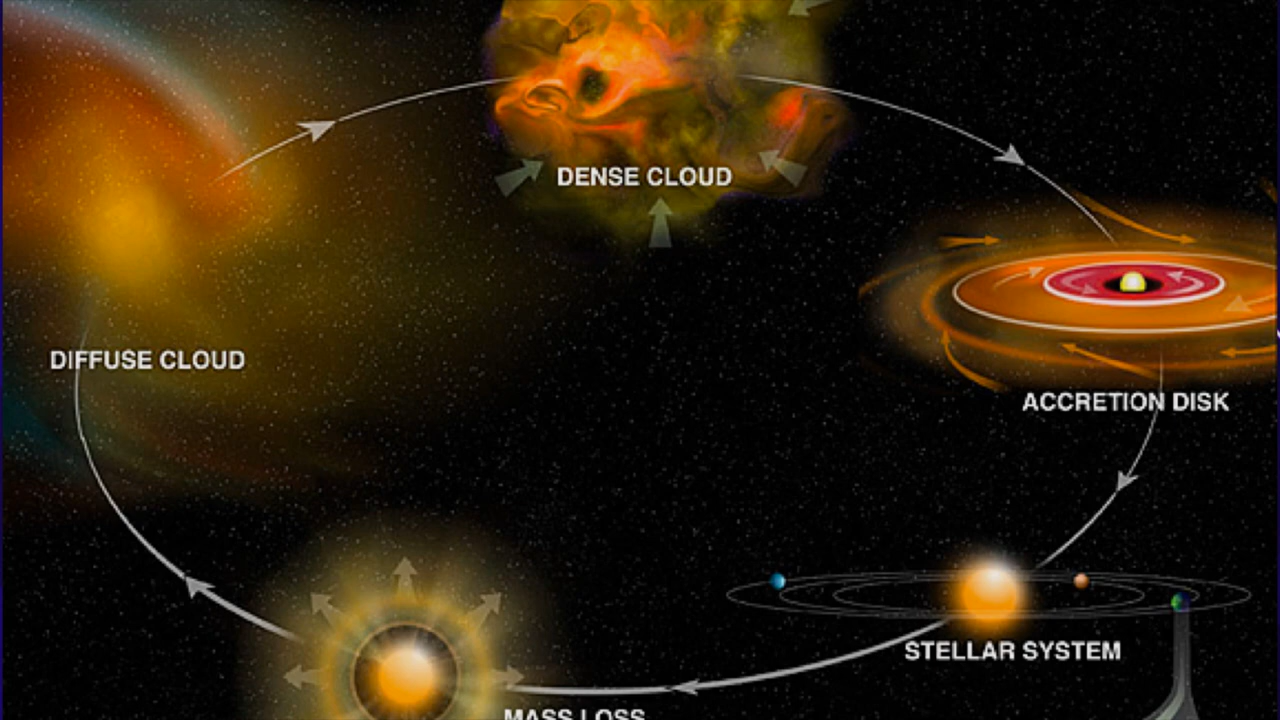 DENSE CLOUD
DIFFUSE CLOUD
ACCRETION DISK
STELLAR SYSTEM
MASS LOSS